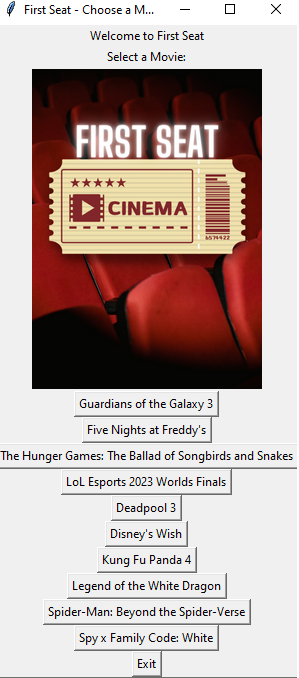 First Seat - Choose a M...
Welcome to First Seat
Select a Movie:
FIRST SEAT
CINEMA
6574922
Guardians of the Galaxy 3
Five Nights at Freddy's
The Hunger Games: The Ballad of Songbirds and Snakes
LoL Esports 2023 Worlds Finals
Deadpool 3
Disney's Wish
Kung Fu Panda 4
Legend of the White Dragon
Spider-Man: Beyond the Spider-Verse
Spy x Family Code: White
Exit